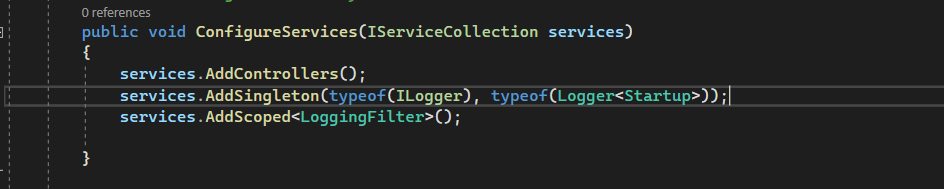 0 references
public void ConfigureServices(IServiceCollection services)
{
services.AddControllers();
services.AddSingleton(typeof(ILogger), typeof(Logger<Startup>));
services.AddScoped<LoggingFilter>();
}